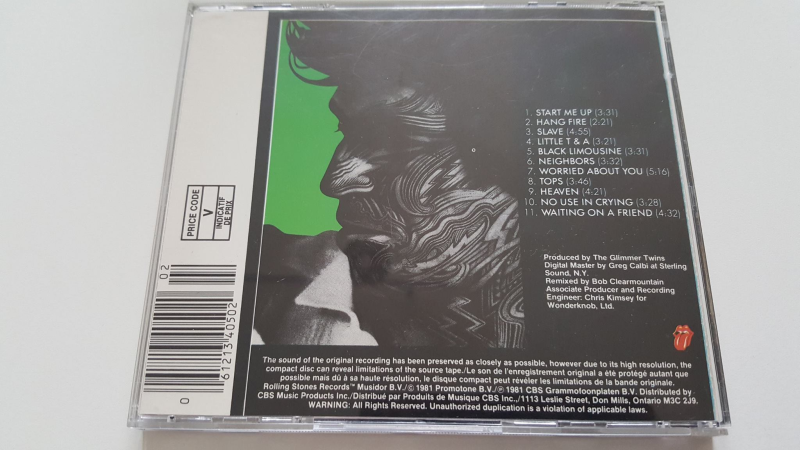 1. START ME UP (3:31)
2. HANG FIRE (2:21)
3. SLAVE (4.55)
4. LITTLE T & A (3:21)
5. BLACK LIMOUSINE (3:31)
6. NEIGHBORS (3:32)
7. WORRIED ABOUT YOU (5:16)
8. TOPS (3:46)
9. HEAVEN (4:21)
10. NO USE IN CRYING (3:28)
11. WAITING ON A FRIEND (4:32)
Produced by The Glimmer Twins
Digital Master by Greg Calbi at Sterling
Sound, N.Y.
Remixed by Bob Clearmountain
Associate Producer and Recording
Engineer: Chris Kimsey for
Wonderknob, Ltd.
PRICE CODE
V
INDICATIF
DE PRIX
02
0
61213 40502
The sound of the original recording has been preserved as closely as possible, however due to its high resolution, the
compact disc can reveal limitations of the source tape./Le son de l'enregistrement original a été protégé autant que
possible mais dû à sa haute résolution, le disque compact peut révéler les limitations de la bande originale.
Rolling Stones Records™ Musidor B.V./© 1981 Promotone B.V./℗ 1981 CBS Grammofoonplaten B.V. Distributed by
CBS Music Products Inc./Distribué par Produits de Musique CBS Inc.,/1113 Leslie Street, Don Mills, Ontario M3C 2J9.
WARNING: All Rights Reserved. Unauthorized duplication is a violation of applicable laws.